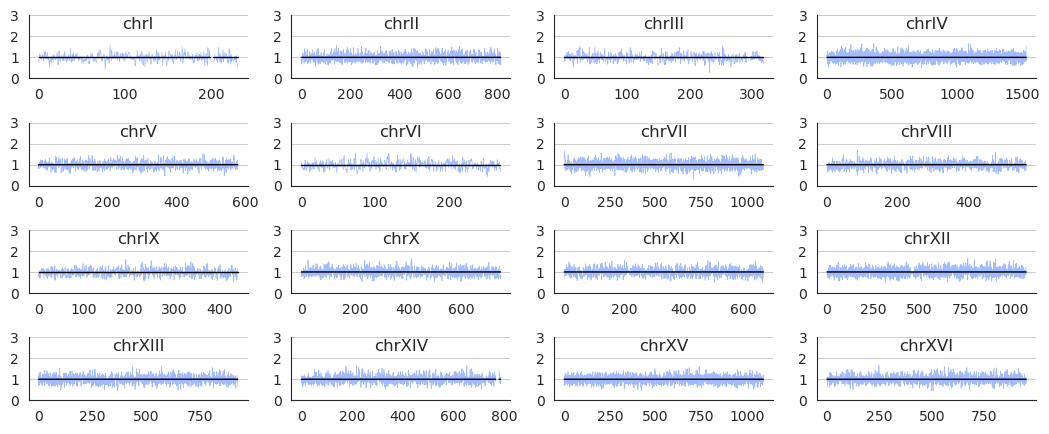 3 chrI 3 chrII 3 chrIII 3 chrIV
2 2 2 2
1 1 1 1
0 0 0 0
0 100 200 0 200 400 600 800 0 100 200 300 0 500 1000 1500
3 chrV 3 chrVI 3 chrVII 3 chrVIII
2 2 2 2
1 1 1 1
0 0 0 0
0 200 400 600 0 100 200 0 250 500 750 1000 0 200 400
3 chrIX 3 chrX 3 chrXI 3 chrXII
2 2 2 2
1 1 1 1
0 0 0 0
0 100 200 300 400 0 200 400 600 0 200 400 600 0 250 500 750 1000
3 chrXIII 3 chrXIV 3 chrXV 3 chrXVI
2 2 2 2
1 1 1 1
0 0 0 0
0 250 500 750 0 200 400 600 800 0 250 500 750 1000 0 250 500 750